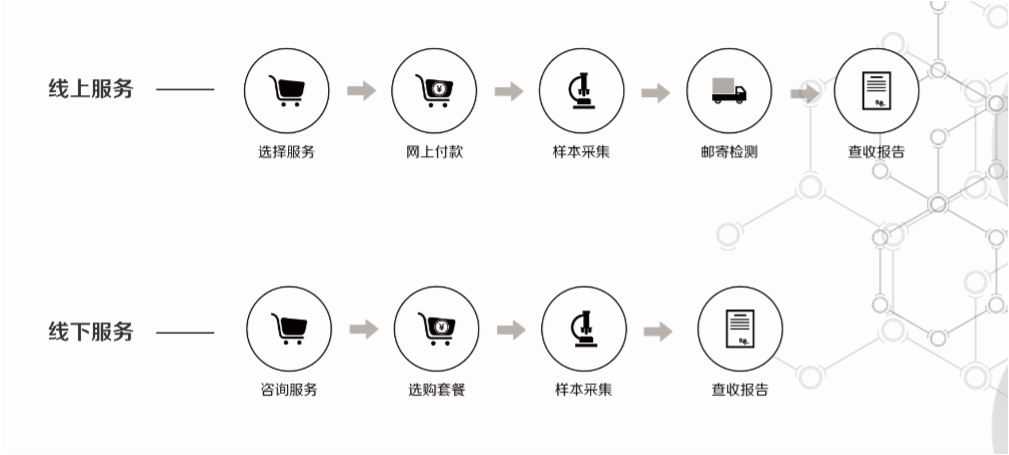 线上服务
选择服务
网上付款
样本采集
邮寄检测
查收报告
线下服务
咨询服务
选购套餐
样本采集
查收报告